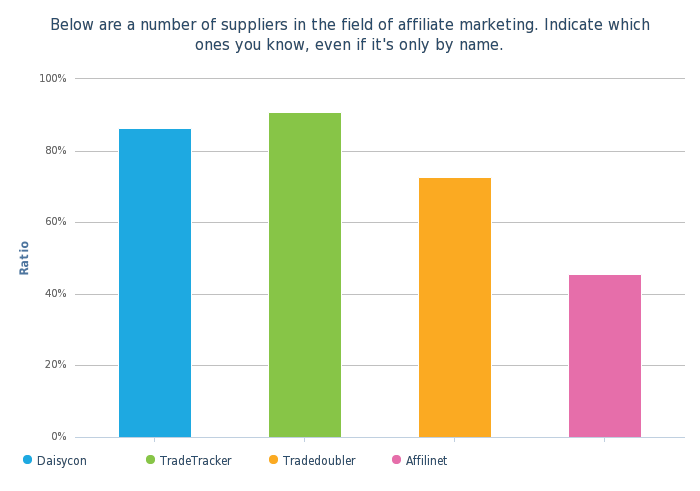 Below are a number of suppliers in the field of affiliate marketing. Indicate which
ones you know, even if it's only by name.
100%
80%
60%
40%
20%
0%
Ratio
Daisycon
TradeTracker
Tradedoubler
Affilinet